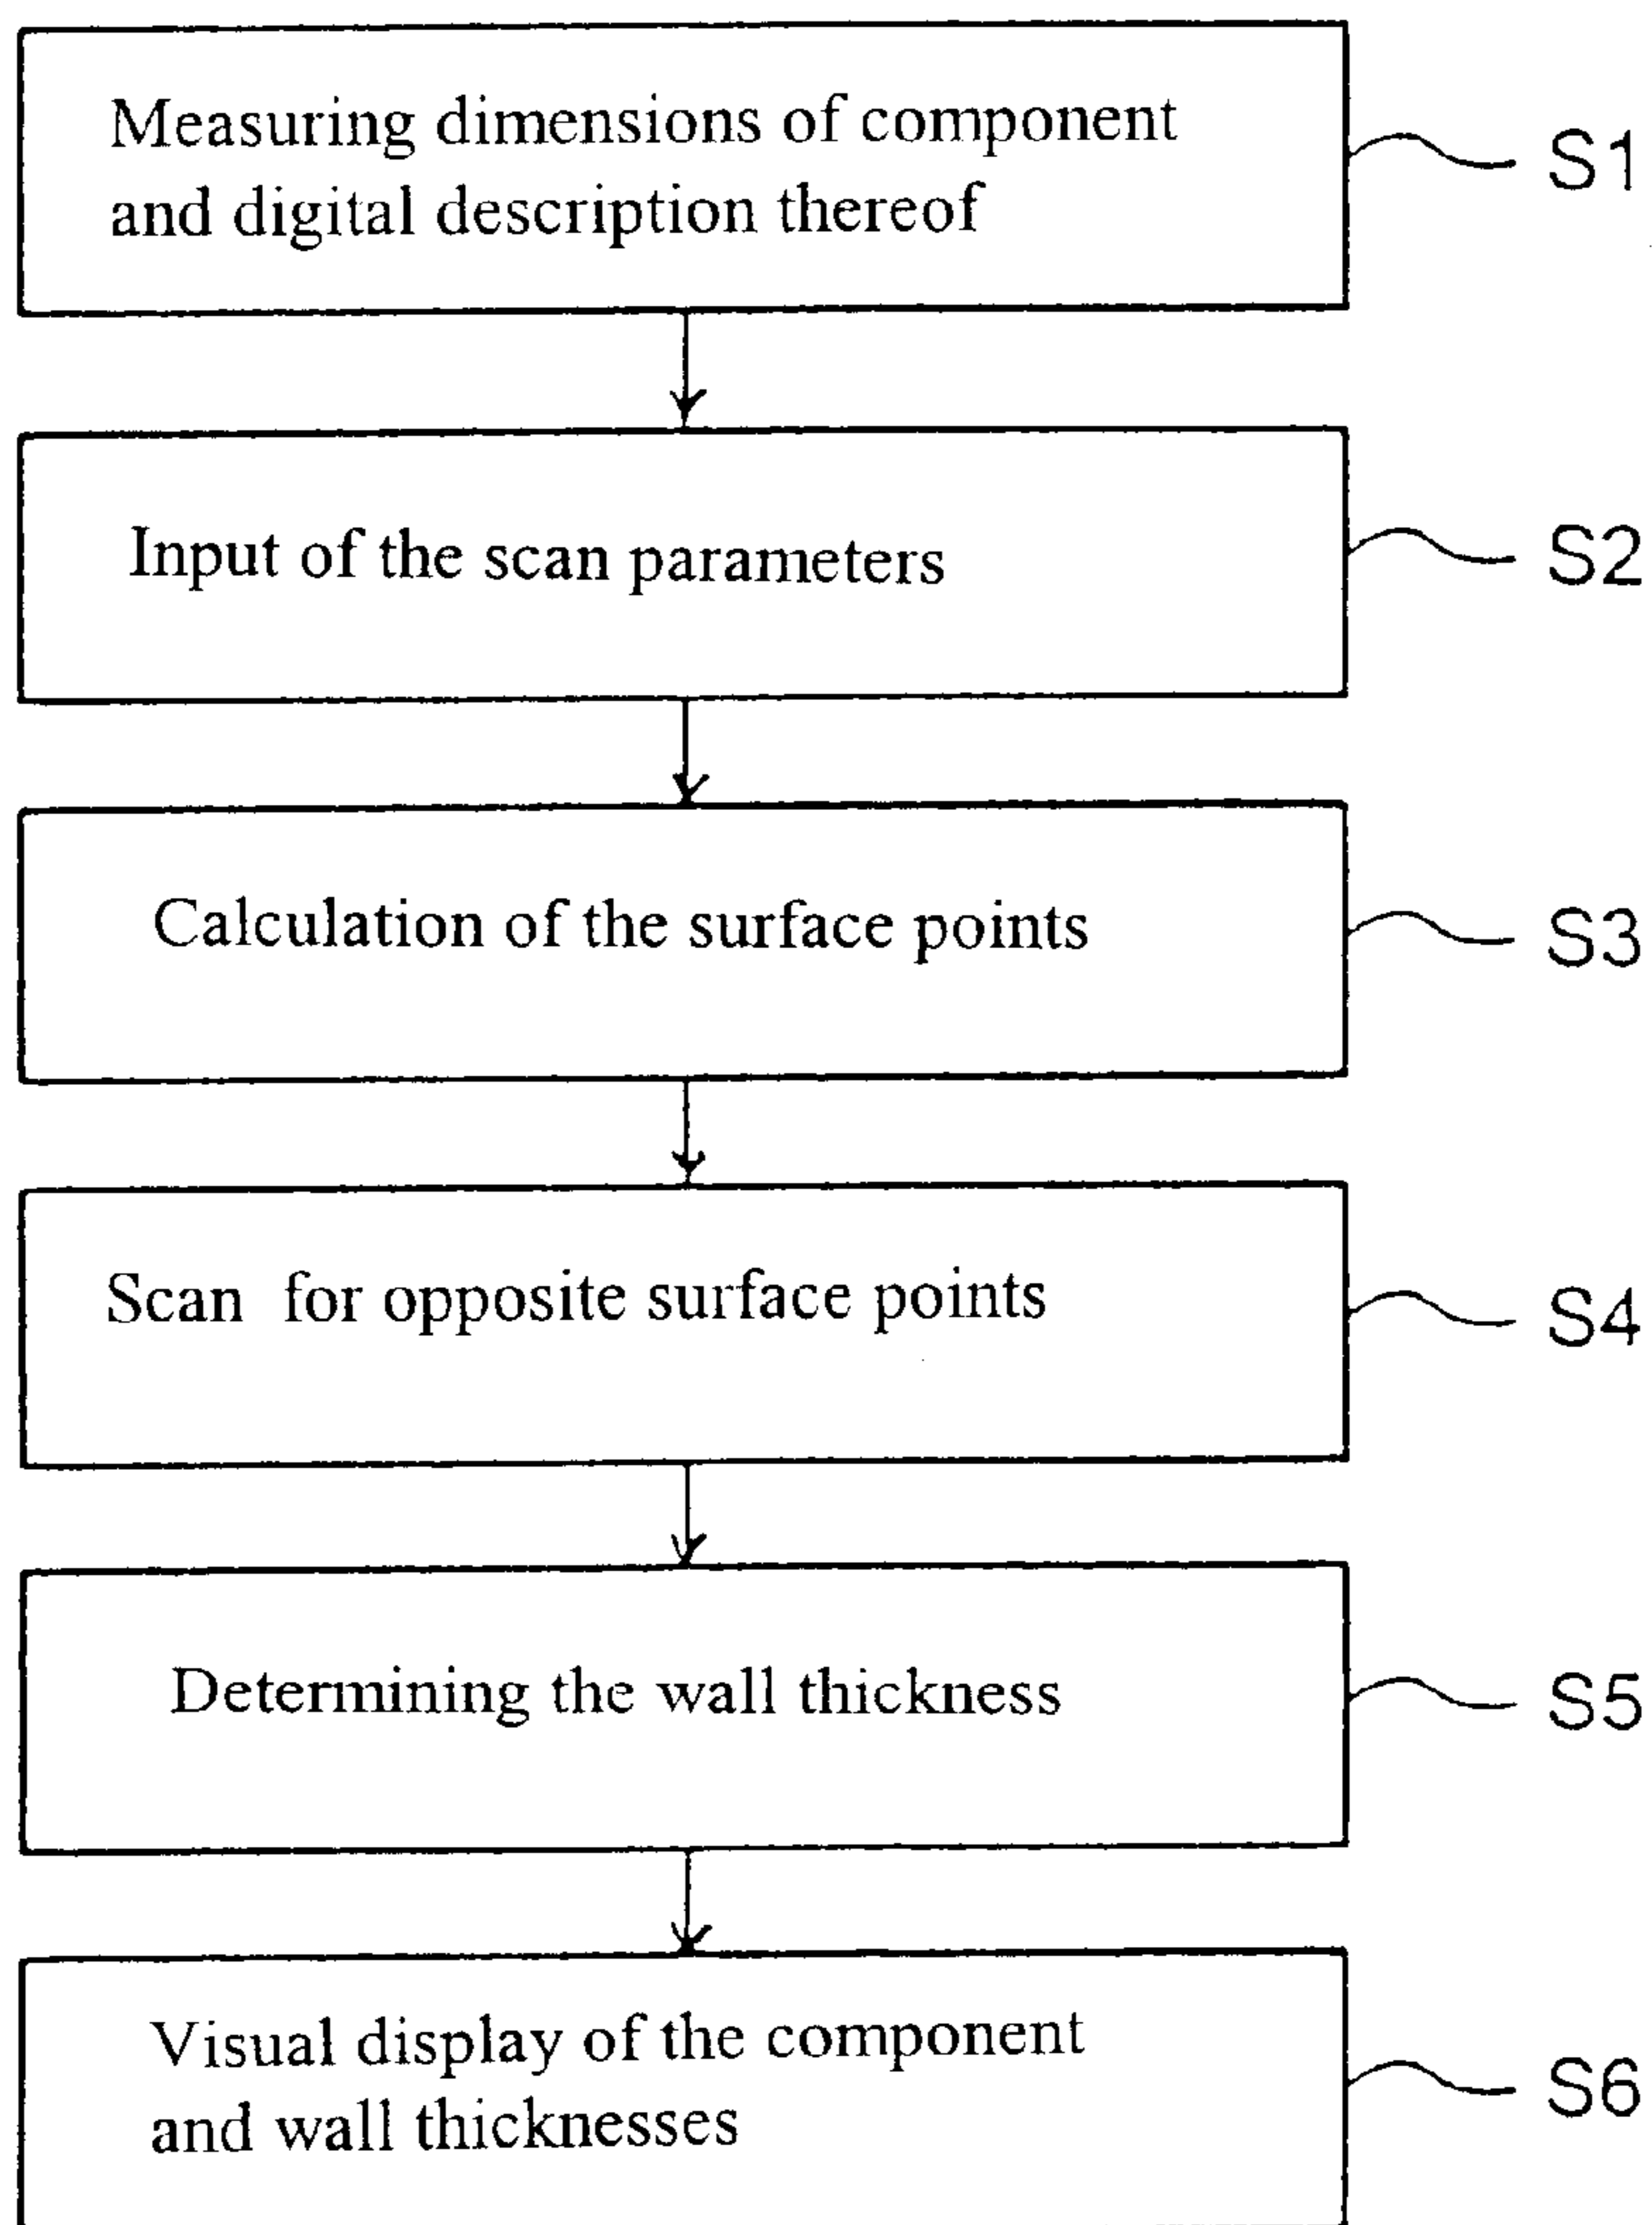 Measuring dimensions of component
and digital description thereof
S1
Input of the scan parameters
S2
Calculation of the surface points
S3
Scan for opposite surface points
S4
Determining the wall thickness
S5
Visual display of the component
and wall thicknesses
S6